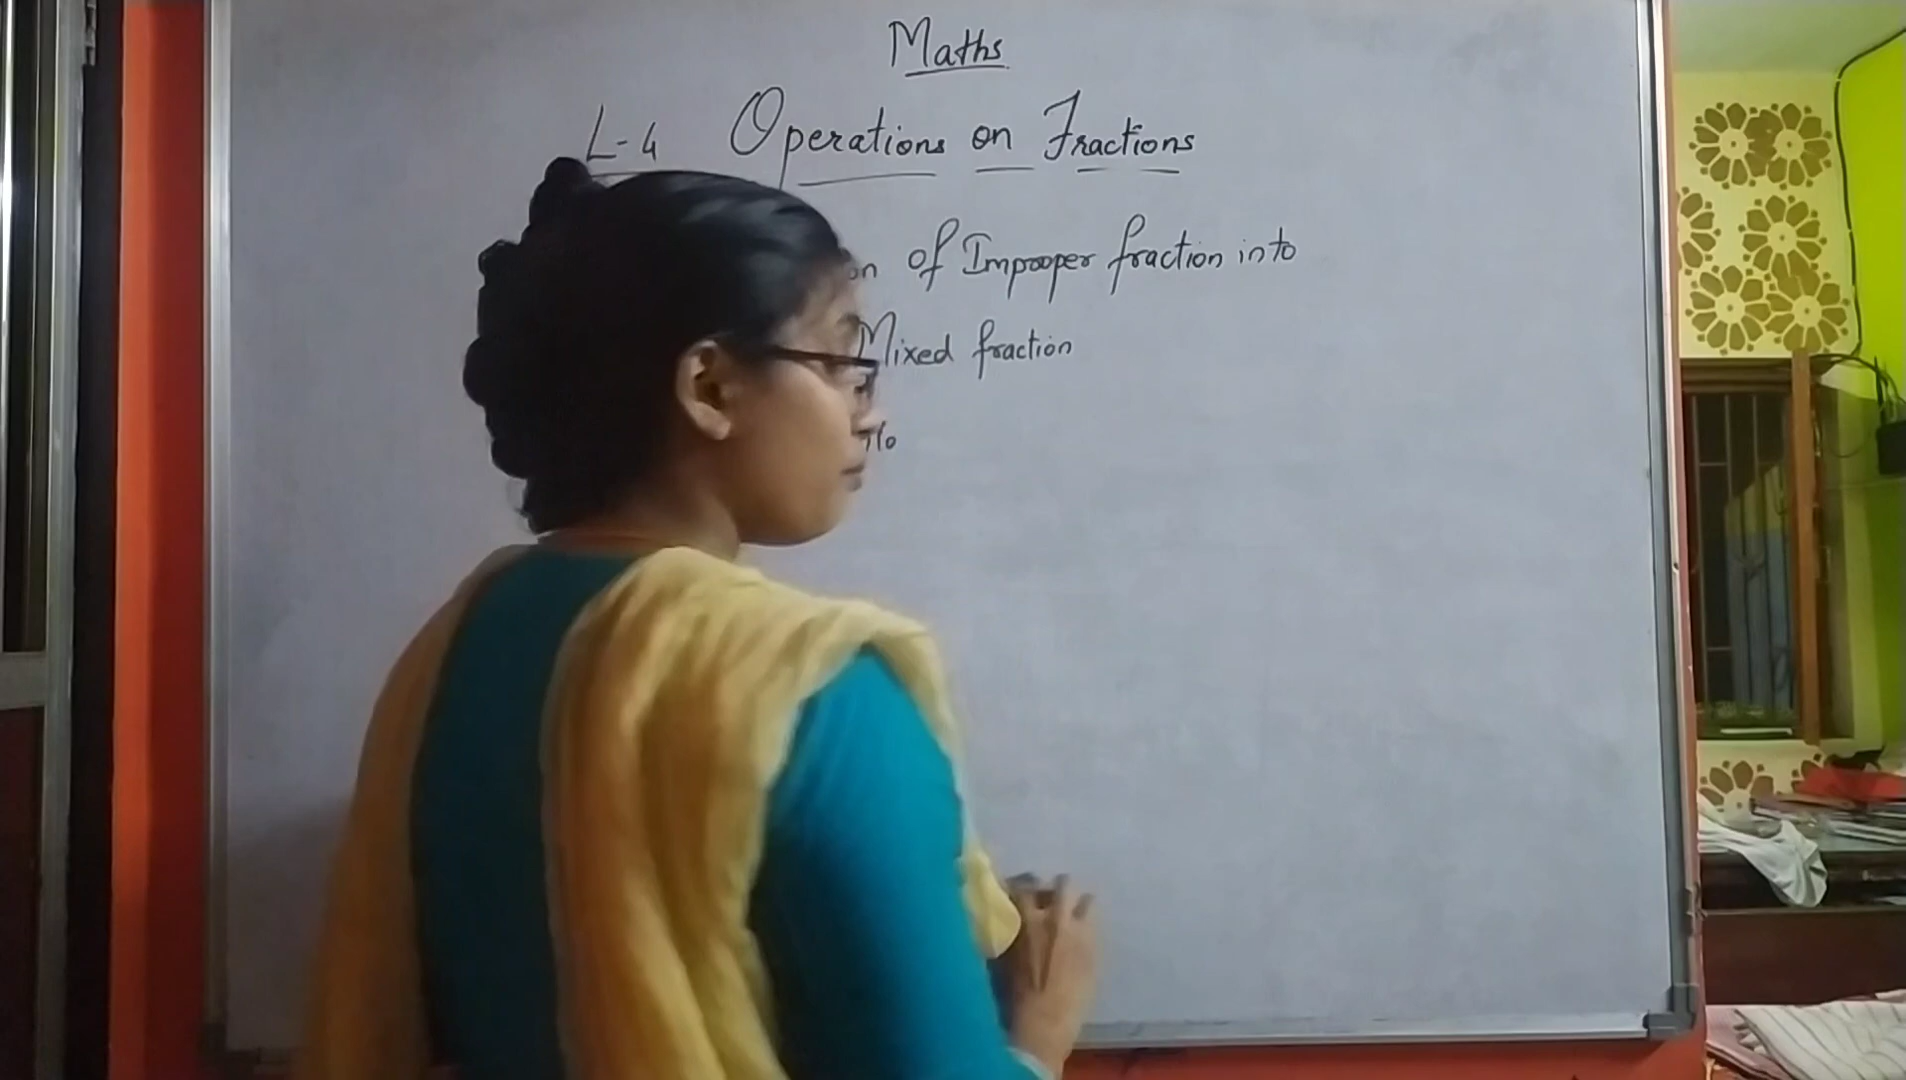 Maths
L-4 Operations on Fractions
of Improper fraction into
Mixed fraction